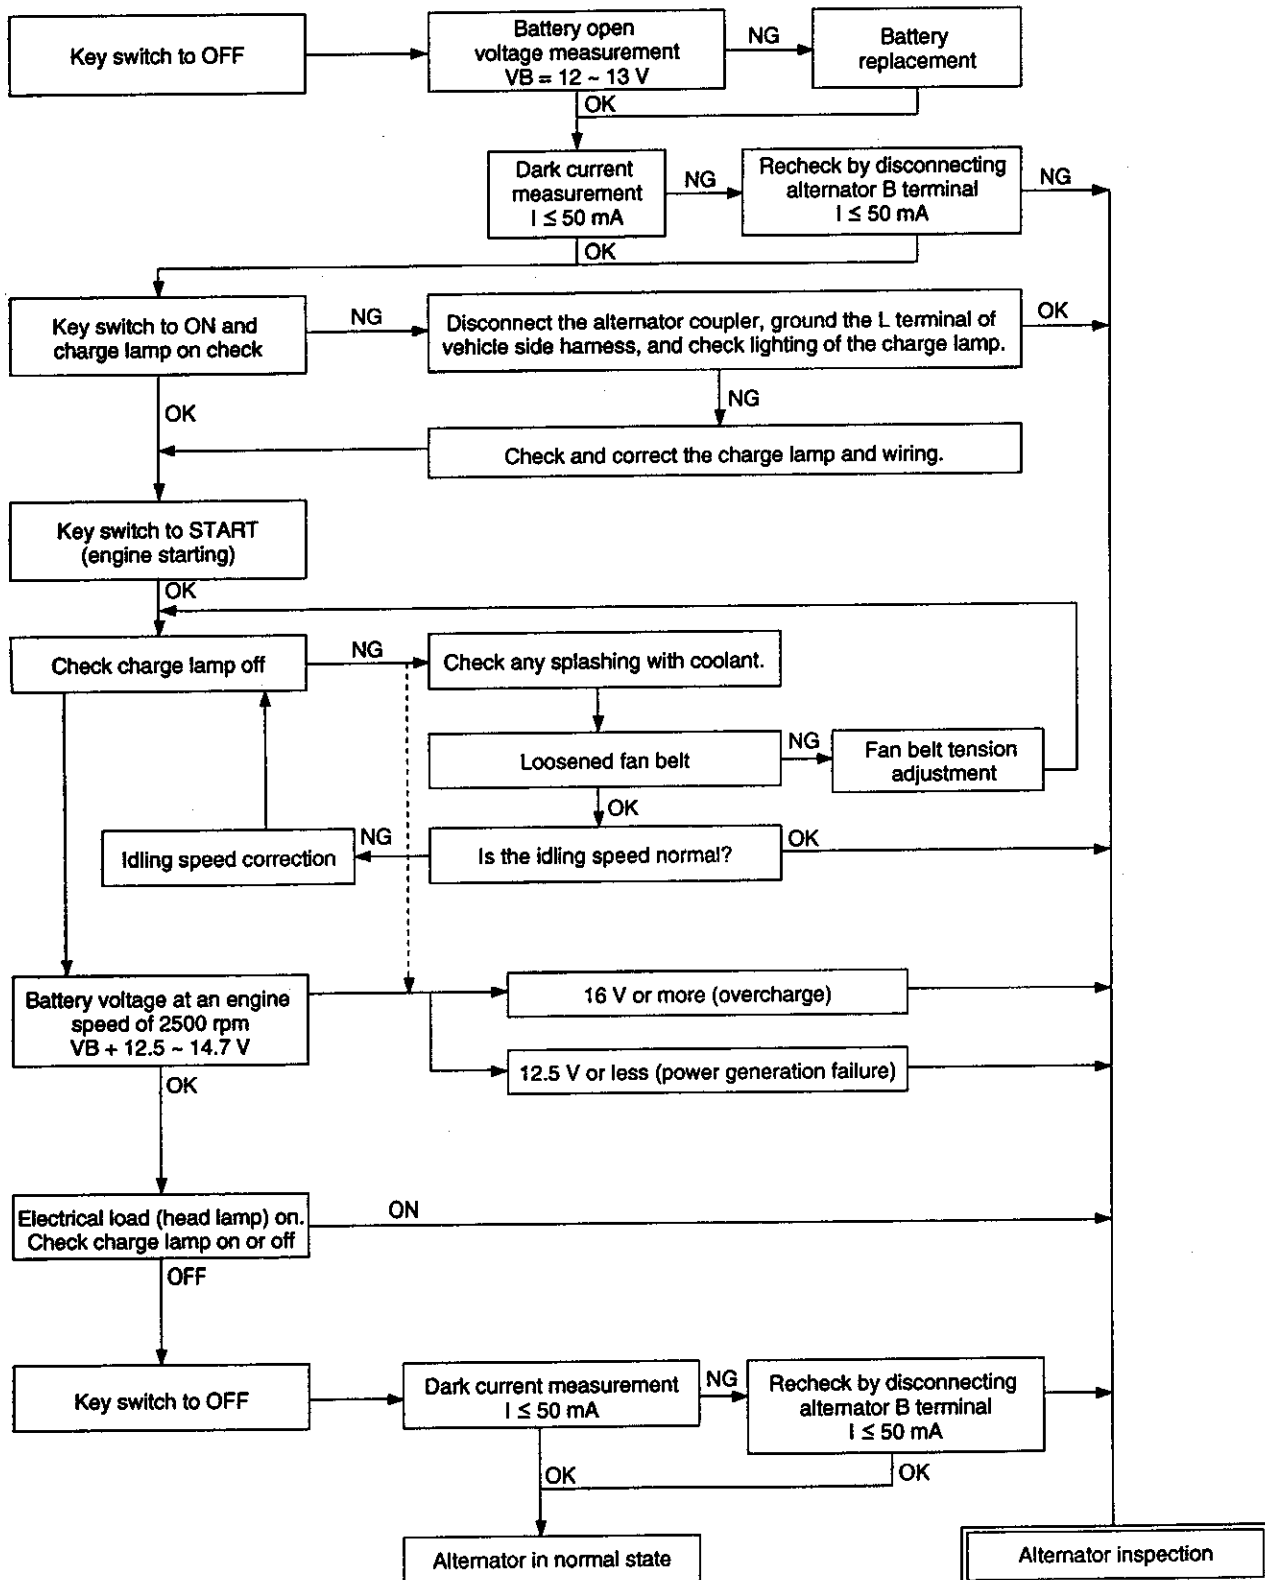 Key switch to OFF
Battery open
voltage measurement
VB = 12 ~ 13 V
NG
Battery
replacement
OK
Dark current
measurement
I ≤ 50 mA
NG
Recheck by disconnecting
alternator B terminal
I ≤ 50 mA
NG
OK
Key switch to ON and
charge lamp on check
NG
Disconnect the alternator coupler, ground the L terminal of
vehicle side harness, and check lighting of the charge lamp.
OK
OK
NG
Check and correct the charge lamp and wiring.
Key switch to START
(engine starting)
OK
Check charge lamp off
NG
Check any splashing with coolant.
Loosened fan belt
NG
Fan belt tension
adjustment
OK
Idling speed correction
NG
Is the idling speed normal?
OK
Battery voltage at an engine
speed of 2500 rpm
VB + 12.5 ~ 14.7 V
16 V or more (overcharge)
12.5 V or less (power generation failure)
OK
Electrical load (head lamp) on.
Check charge lamp on or off
ON
OFF
Key switch to OFF
Dark current measurement
I ≤ 50 mA
NG
Recheck by disconnecting
alternator B terminal
I ≤ 50 mA
OK
OK
Alternator in normal state
Alternator inspection